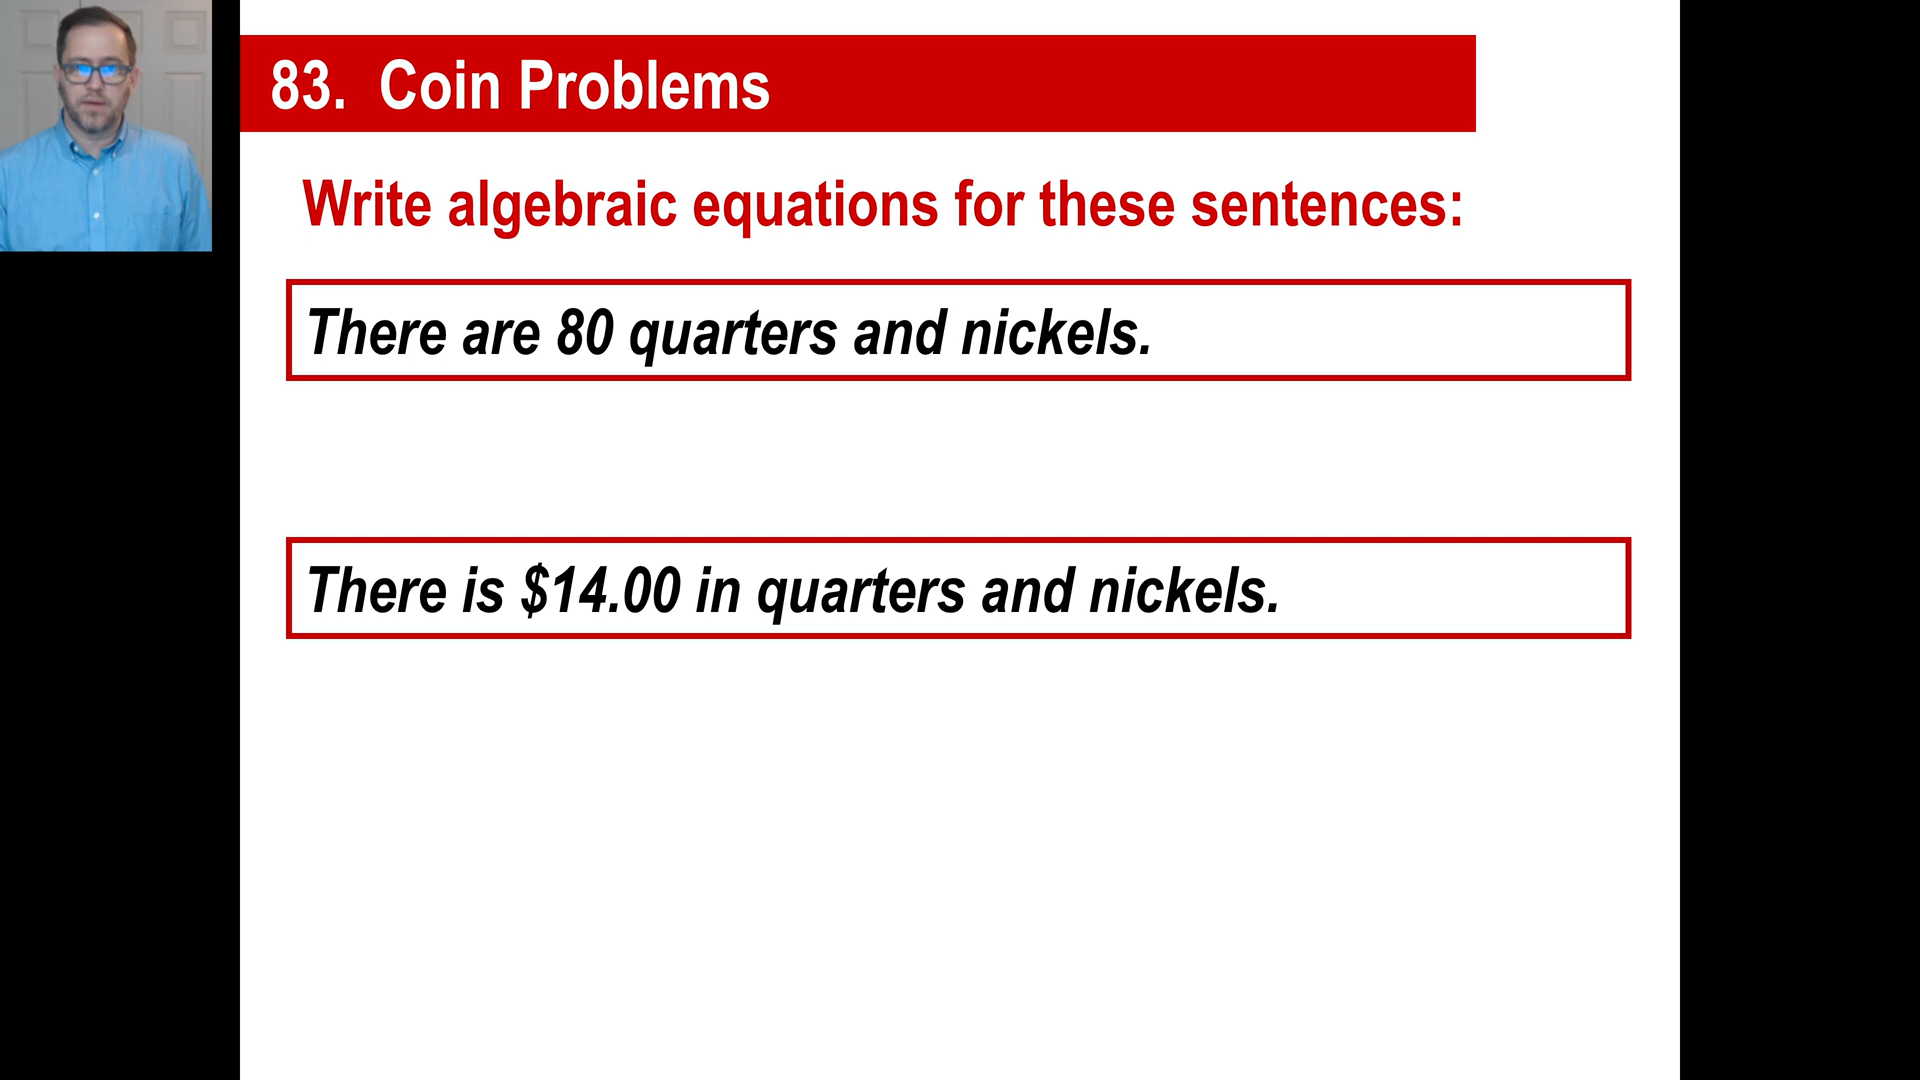 83. Coin Problems
Write algebraic equations for these sentences:
There are 80 quarters and nickels.
There is $14.00 in quarters and nickels.